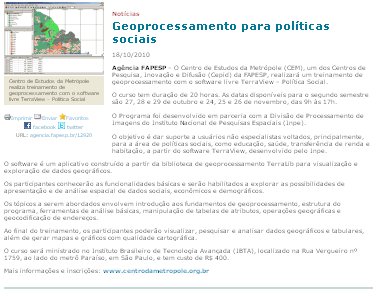 Notícias
Geoprocessamento para políticas
sociais
18/10/2010
Agência FAPESP - O Centro de Estudos da Metrópole (CEM), um dos Centros de
Pesquisa, Inovação e Difusão (Cepid) da FAPESP, realizará um treinamento de
geoprocessamento com o software livre TerraView – Política Social.
O curso tem duração de 20 horas. As datas disponíveis para o segundo semestre
são 27, 28 e 29 de outubro e 24, 25 e 26 de novembro, das 9h às 17h.
O Programa foi desenvolvido em parceria com a Divisão de Processamento de
Imagens do Instituto Nacional de Pesquisas Espaciais (Inpe).
O objetivo é dar suporte a usuários não especialistas voltados, principalmente,
para a área de políticas sociais, como educação, saúde, transferência de renda e
habitação, a partir do software TerraView, desenvolvido pelo Inpe.
Centro de Estudos da Metrópole
realiza treinamento de
geoprocessamento com o software
livre TerraView – Política Social
Imprimir Enviar Favoritos
facebook twitter
URL: agencia.fapesp.br/12920
O software é um aplicativo construído a partir da biblioteca de geoprocessamento TerraLib para visualização e
exploração de dados geográficos.
Os participantes conhecerão as funcionalidades básicas e serão habilitados a explorar as possibilidades de
apresentação e de análise espacial de dados sociais, econômicos e demográficos.
Os tópicos a serem abordados envolvem introdução aos fundamentos de geoprocessamento, estrutura do
programa, ferramentas de análise básicas, manipulação de tabelas de atributos, operações geográficas e
geocodificação de endereços.
Ao final do treinamento, os participantes poderão visualizar, pesquisar e analisar dados geográficos e tabulares,
além de gerar mapas e gráficos com qualidade cartográfica.
O curso será ministrado no Instituto Brasileiro de Tecnologia Avançada (IBTA), localizado na Rua Vergueiro nº
1759, ao lado do metrô Paraíso, em São Paulo, e tem custo de R$ 400.
Mais informações e inscrições: www.centrodametropole.org.br